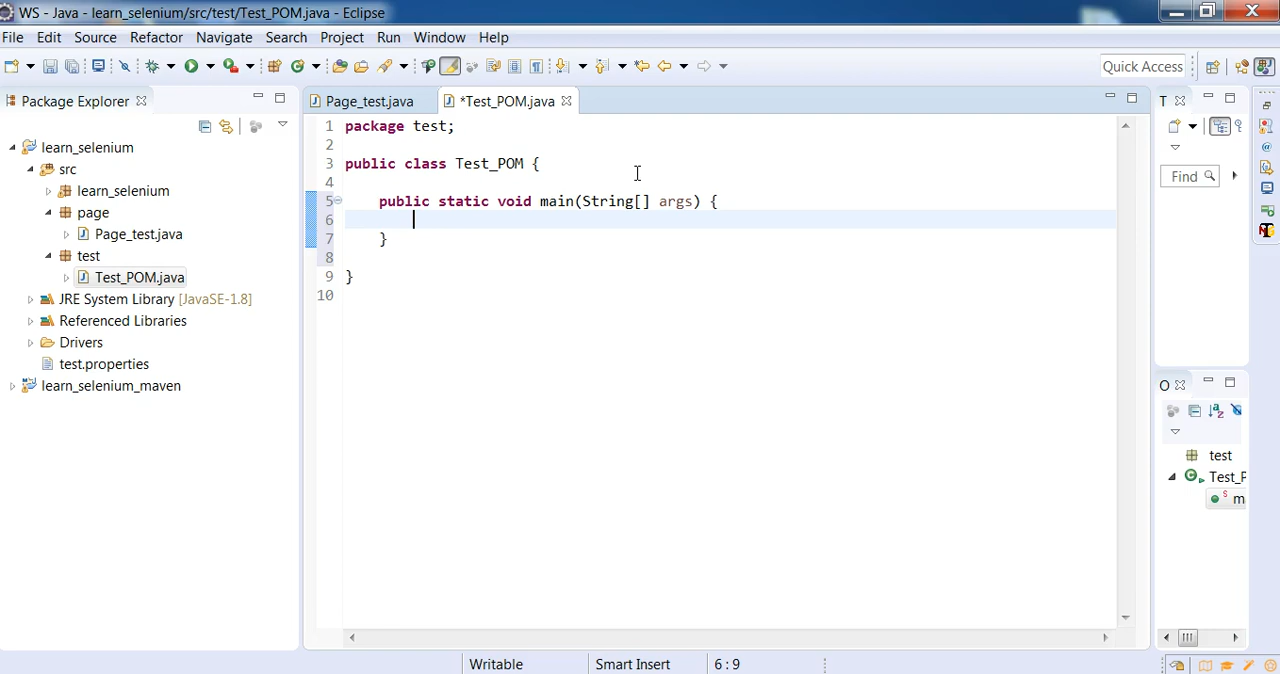 WS - Java - learn_selenium/src/test/Test_POM.java - Eclipse
File Edit Source Refactor Navigate Search Project Run Window Help
Quick Access
Package Explorer
Page_test.java
*Test_POM.java
T
learn_selenium
src
learn_selenium
page
Page_test.java
test
Test_POM.java
JRE System Library [JavaSE-1.8]
Referenced Libraries
Drivers
test.properties
learn_selenium_maven
1 package test;
2
3 public class Test_POM {
4
5 public static void main(String[] args) {
6
7 }
8
9 }
10
Find
O
test
Test_P
m
Writable
Smart Insert
6 : 9